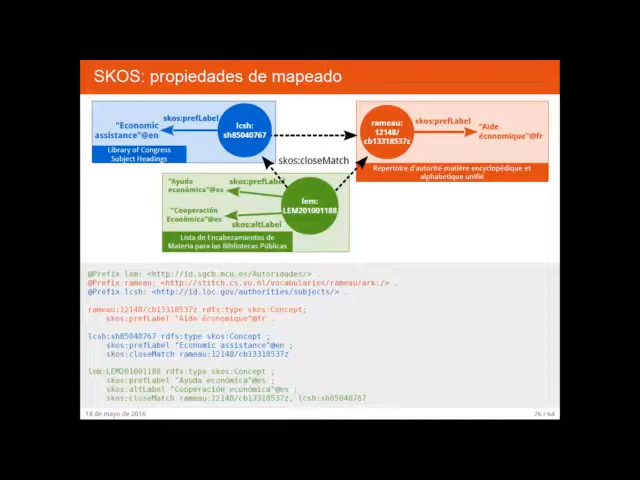 SKOS: propiedades de mapeado
skos:prefLabel
"Economic
assistance"@en
lcsh:
sh85040767
Library of Congress
Subject Headings
rameau:
12148/
cb13318537z
skos:prefLabel
"Aide
économique"@fr
Repertoire d'autorité-matière encyclopédique et
alphabetique unifié
skos:closeMatch
"Ayuda
económica"@es
skos:prefLabel
"Cooperación
Económica"@es
skos:altLabel
lem:
LEM201001188
Lista de Encabezamientos de
Materia para las Bibliotecas Públicas
@Prefix lem: <http://id.sgcb.mcu.es/Autoridades/> .
@Prefix rameau: <http://stitch.cs.vu.nl/vocabularies/rameau/ark:/> .
@Prefix lcsh: <http://id.loc.gov/authorities/subjects/> .
rameau:12148/cb13318537z rdfs:type skos:Concept;
skos:prefLabel "Aide économique"@fr .
lcsh:sh85040767 rdfs:type skos:Concept ;
skos:prefLabel "Economic assistance"@en ;
skos:closeMatch rameau:12148/cb13318537z .
lem:LEM201001188 rdfs:type skos:Concept ;
skos:prefLabel "Ayuda económica"@es ;
skos:altLabel "Cooperación económica"@es ;
skos:closeMatch rameau:12148/cb13318537z, lcsh:sh85040767
18 de mayo de 2016
26 / 64